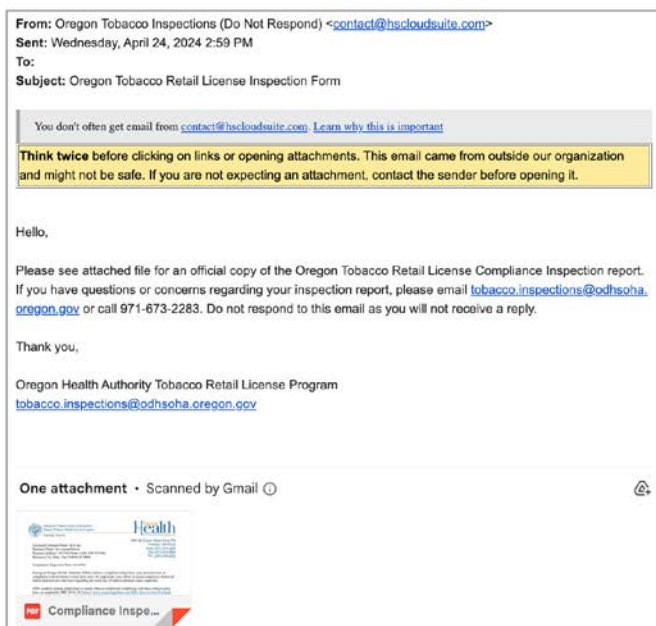 From: Oregon Tobacco Inspections (Do Not Respond) <contact@hscloudsuite.com>
Sent: Wednesday, April 24, 2024 2:59 PM
To:
Subject: Oregon Tobacco Retail License Inspection Form
You don't often get email from contact@hscloudsuite.com. Learn why this is important
Think twice before clicking on links or opening attachments. This email came from outside our organization
and might not be safe. If you are not expecting an attachment, contact the sender before opening it.
Hello,
Please see attached file for an official copy of the Oregon Tobacco Retail License Compliance Inspection report.
If you have questions or concerns regarding your inspection report, please email tobacco.inspections@odhsoha.
oregon.gov or call 971-673-2283. Do not respond to this email as you will not receive a reply.
Thank you,
Oregon Health Authority Tobacco Retail License Program
tobacco.inspections@odhsoha.oregon.gov
One attachment • Scanned by Gmail
Health
PDF Compliance Inspe...